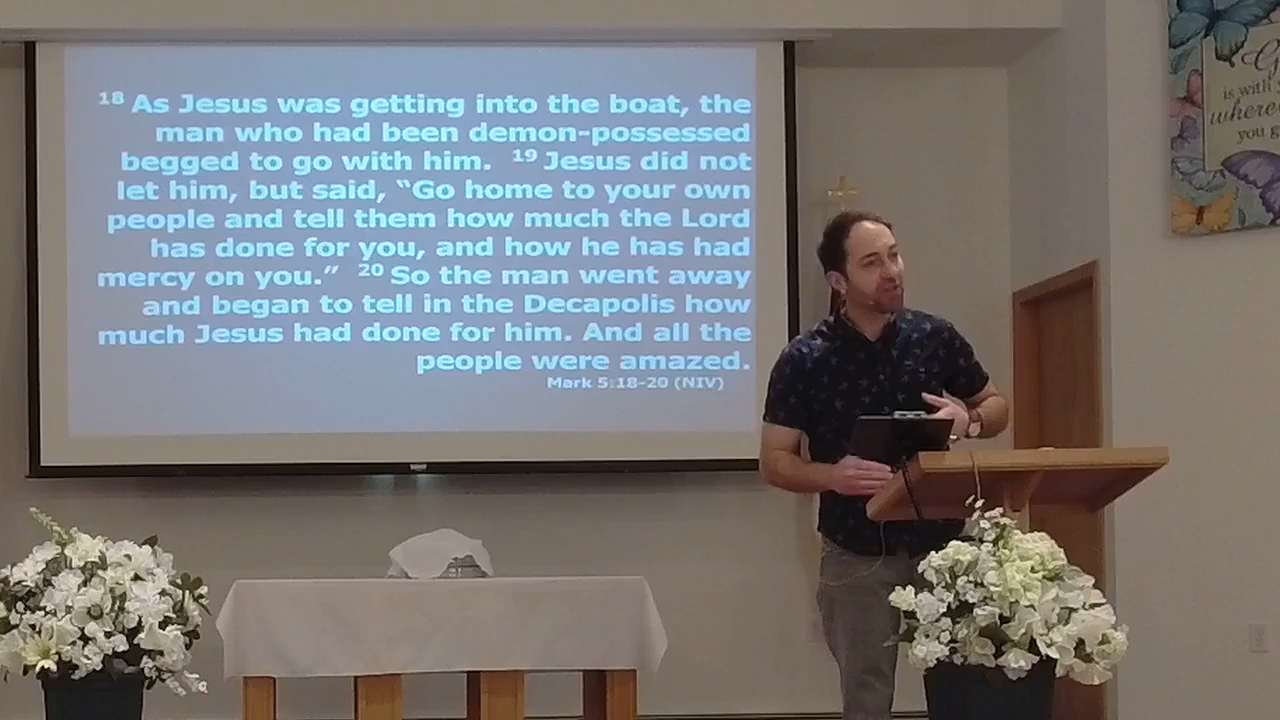 18 As Jesus was getting into the boat, the
man who had been demon-possessed
begged to go with him. 19 Jesus did not
let him, but said, “Go home to your own
people and tell them how much the Lord
has done for you, and how he has had
mercy on you.” 20 So the man went away
and began to tell in the Decapolis how
much Jesus had done for him. And all the
people were amazed.
Mark 5:18-20 (NIV)
is with
where
you